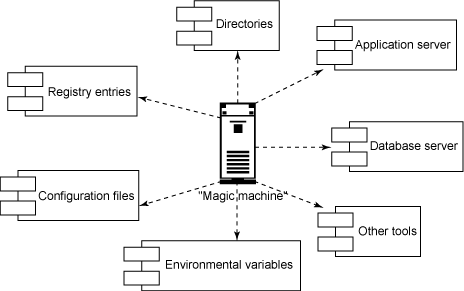 Directories
Application server
Registry entries
Database server
Configuration files
"Magic machine"
Other tools
Environmental variables